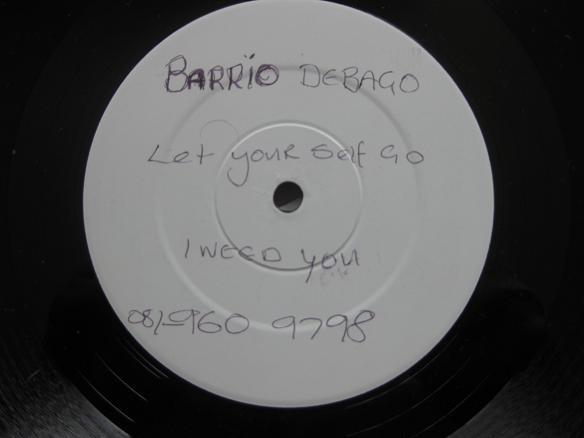 BARRIO DEBAGO
Let your self Go
I NEED you
081-960 9798